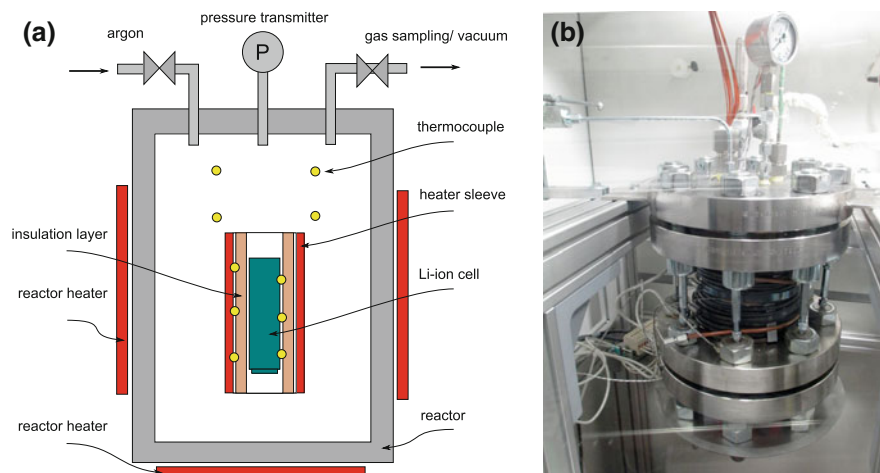 (a)
pressure transmitter
argon
gas sampling/ vacuum
P
thermocouple
heater sleeve
insulation layer
Li-ion cell
reactor heater
reactor
reactor heater
(b)